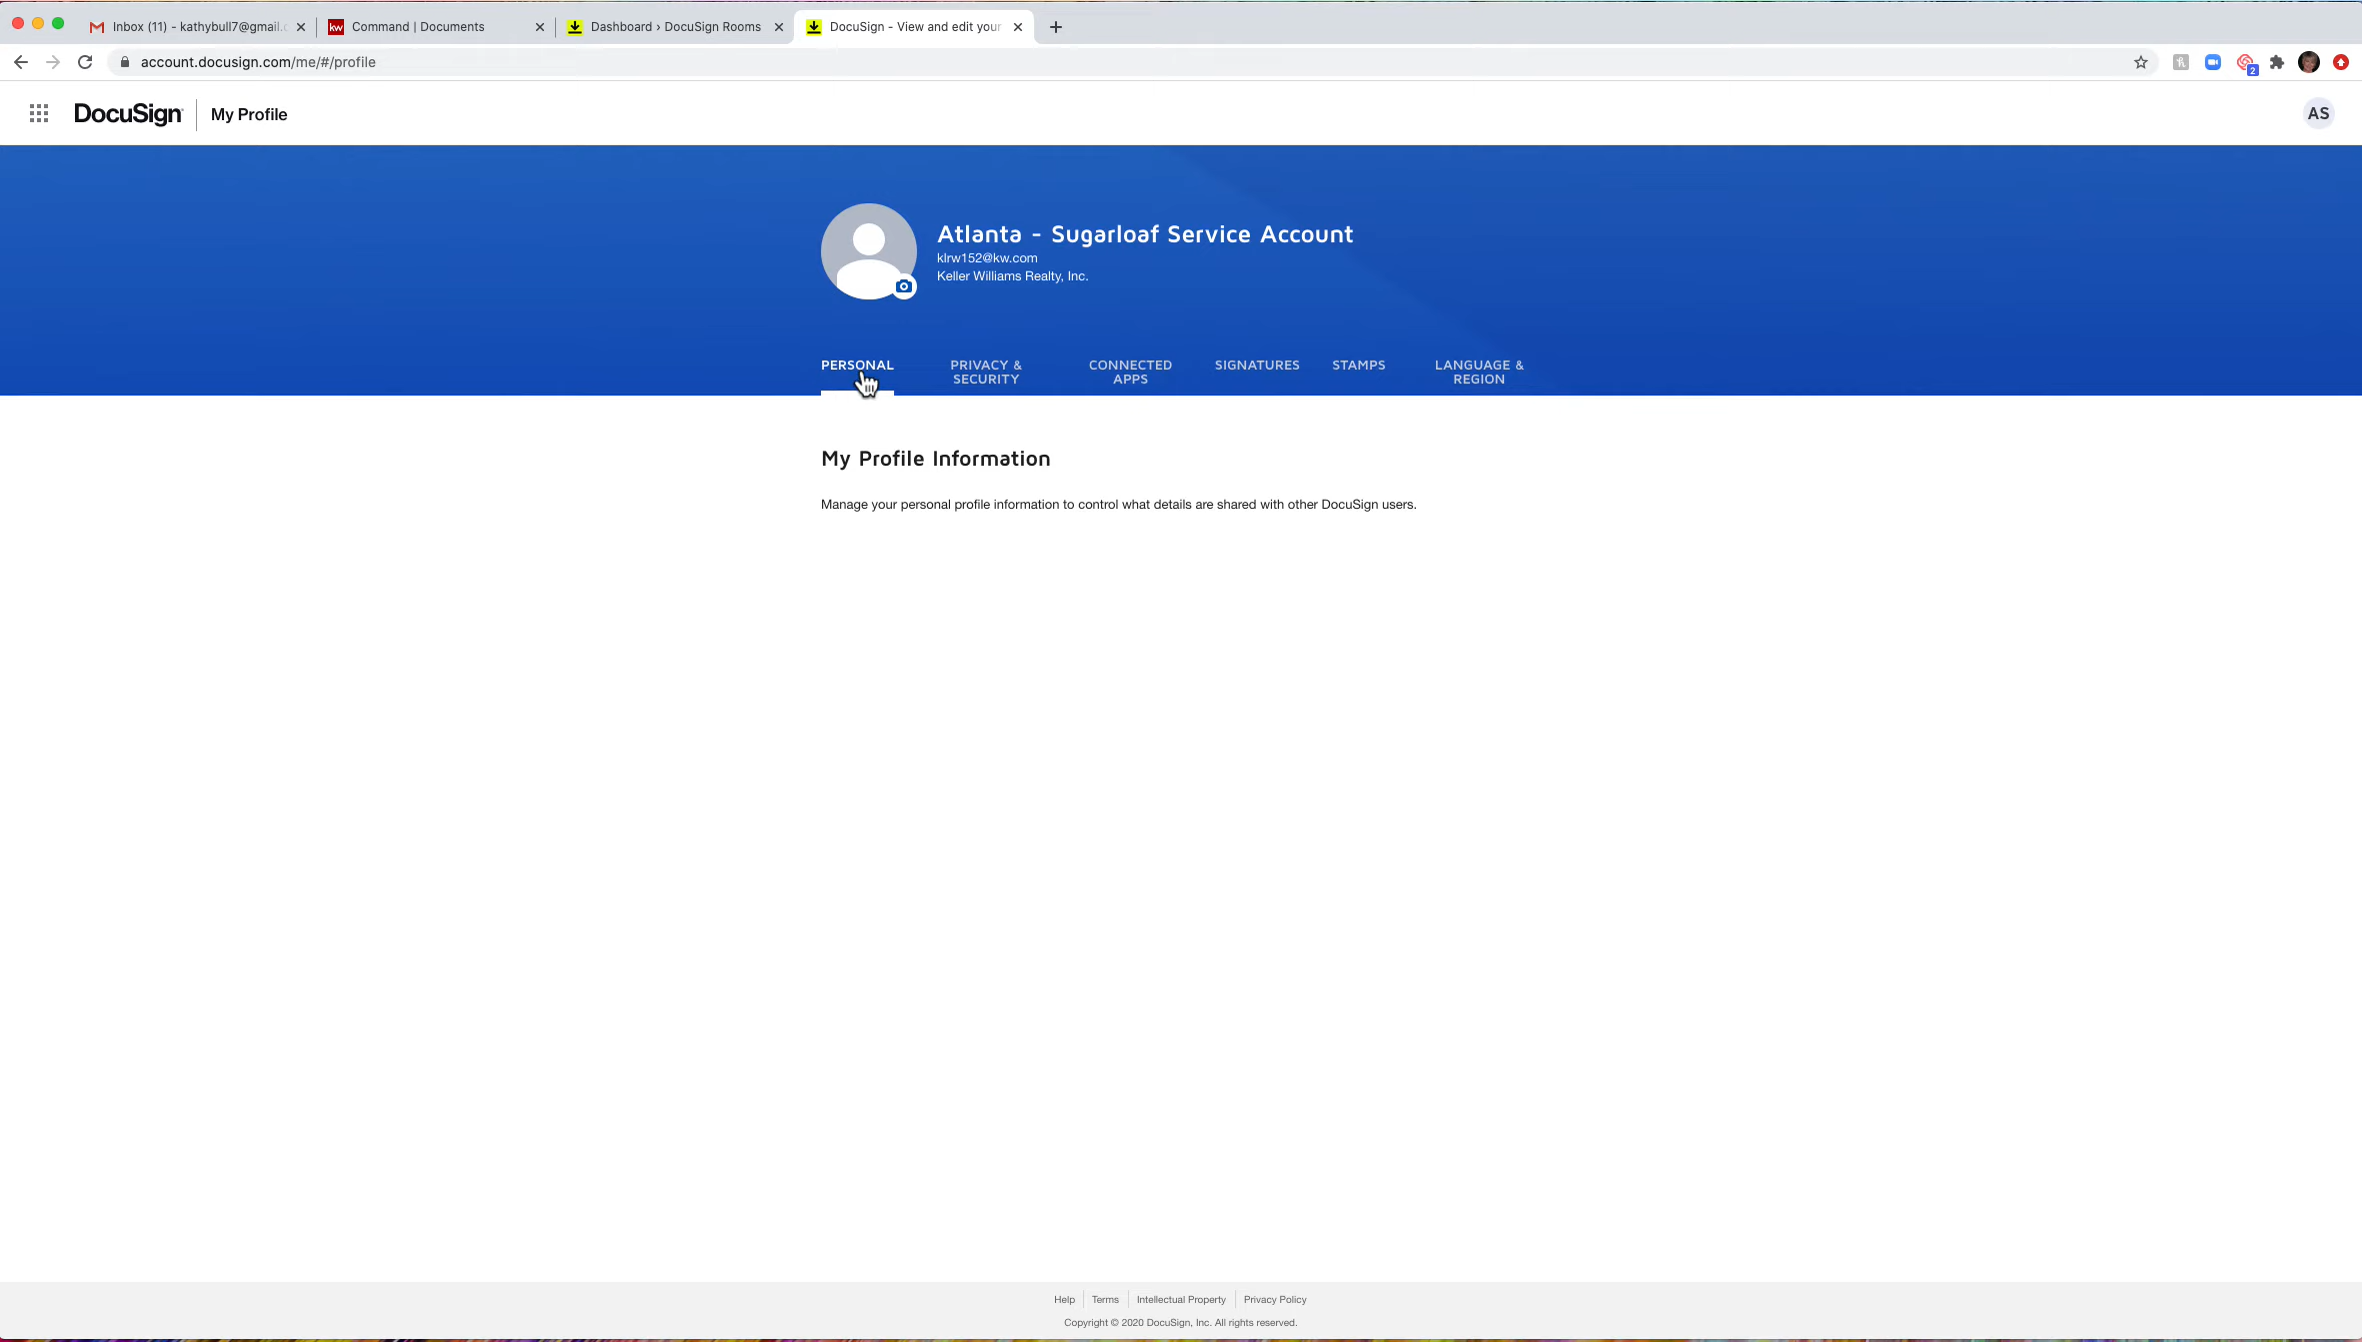 Inbox (11) - kathybull7@gmail.c
Command | Documents
Dashboard › DocuSign Rooms
DocuSign - View and edit your
account.docusign.com/me/#/profile
2
DocuSign
My Profile
AS
Atlanta - Sugarloaf Service Account
klrw152@kw.com
Keller Williams Realty, Inc.
PERSONAL
PRIVACY &
SECURITY
CONNECTED
APPS
SIGNATURES
STAMPS
LANGUAGE &
REGION
My Profile Information
Manage your personal profile information to control what details are shared with other DocuSign users.
Help
Terms
Intellectual Property
Privacy Policy
Copyright © 2020 DocuSign, Inc. All rights reserved.